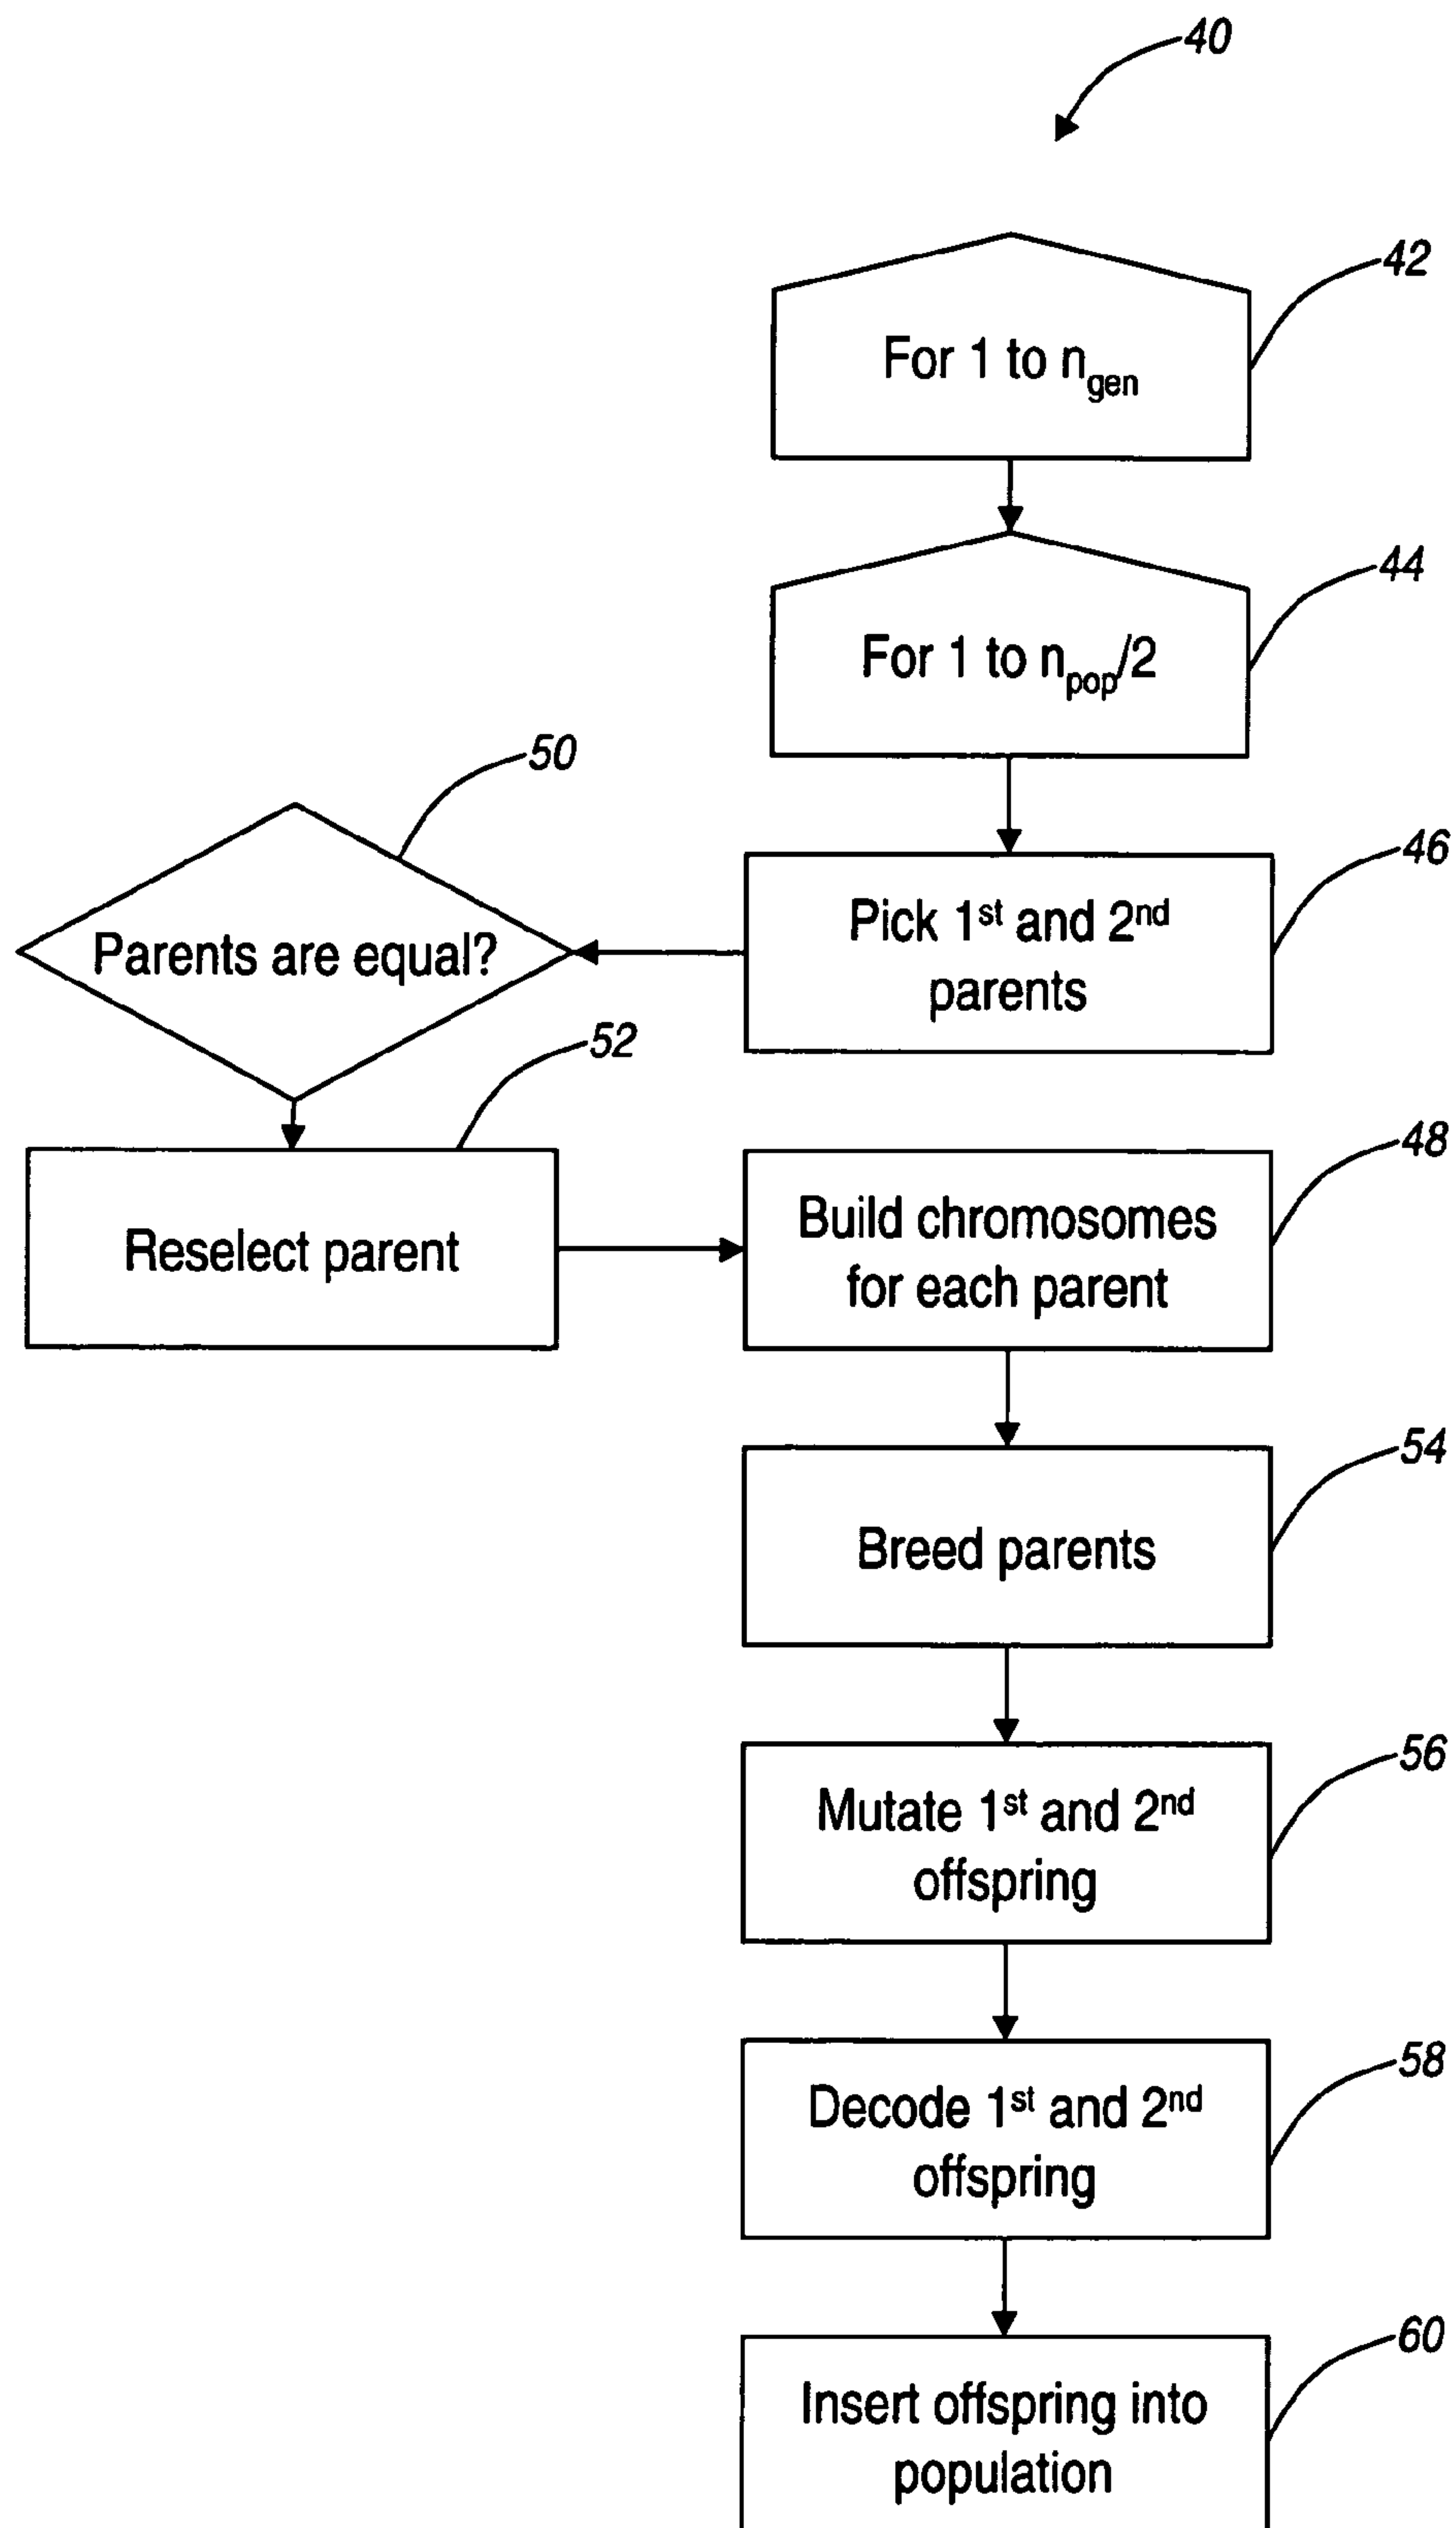 40
42
For 1 to n_gen
44
For 1 to n_pop/2
50
46
Parents are equal?
Pick 1st and 2nd
parents
52
48
Reselect parent
Build chromosomes
for each parent
54
Breed parents
56
Mutate 1st and 2nd
offspring
58
Decode 1st and 2nd
offspring
60
Insert offspring into
population